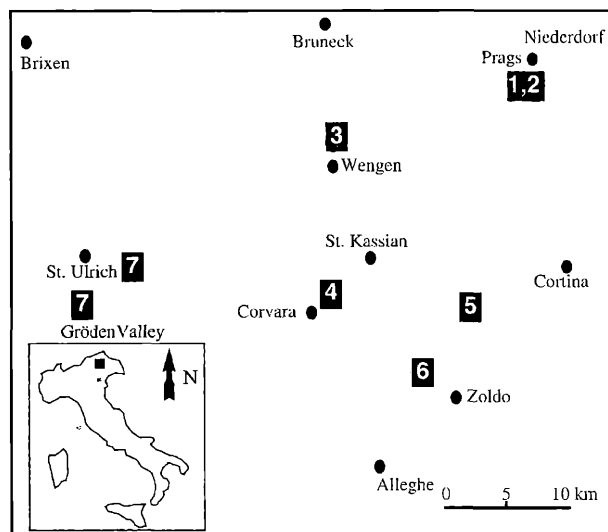 Bruneck
Niederdorf
Brixen
Prags
1,2
3
Wengen
St. Kassian
St. Ulrich
7
Cortina
7
4
5
Corvara
Gröden Valley
N
6
Zoldo
Alleghe
0 5 10 km